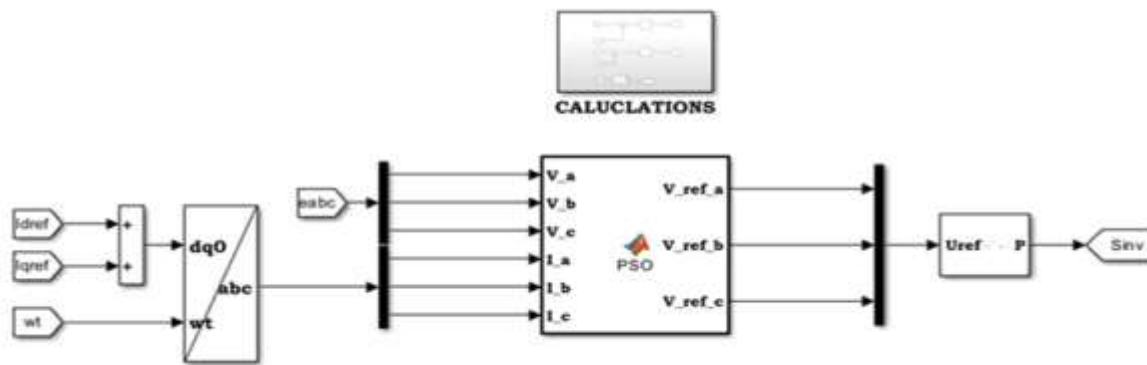 CALUCLATIONS
Idref
Iqref
wt
+
+
dq0
wt
abc
eabc
V_a
V_b
V_c
I_a
I_b
I_c
PSO
V_ref_a
V_ref_b
V_ref_c
Uref
P
Sinv